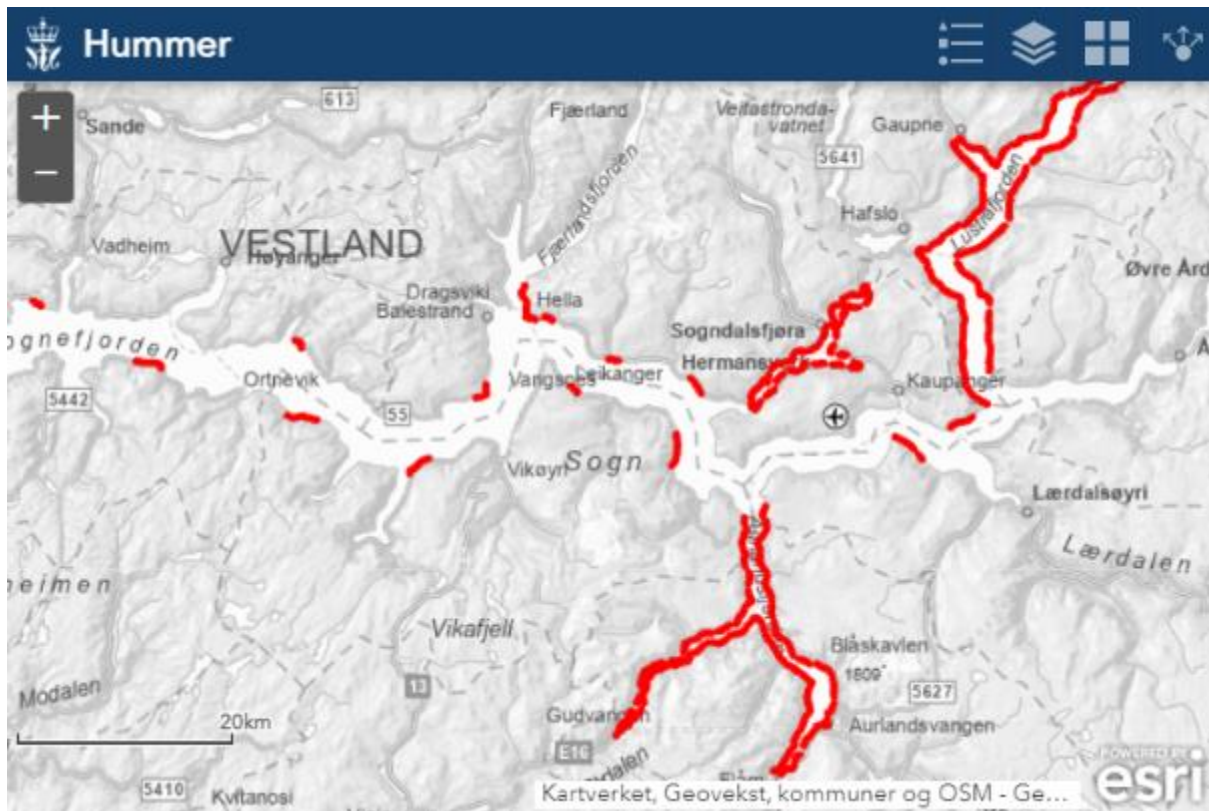 Hummer
613
Fjærland
Veitastronda-
vatnet
Gaupne
Sande
5641
Fjærlandsfjorden
Hafslo
Lustrafjorden
Vadheim
VESTLAND
Høyanger
Øvre Ård
Dragsvik
Hella
Balestrand
Sogndalsfjøra
ognefjorden
Ortnevik
Vangsnes
Leikanger
Kaupanger
5442
55
Vikøyri
Sogn
Lærdalsøyri
Lærdalen
heimen
Vikafjell
Blåskavlen
1809
Modalen
13
5627
20km
Gudvangen
Aurlandsvangen
E16
Flåm
POWERED BY
esri
5410
Kvitanosi
Kartverket, Geovekst, kommuner og OSM - Ge...